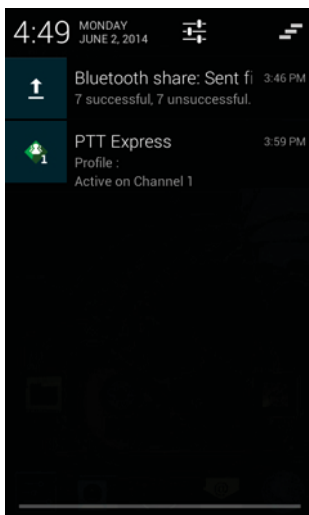 4:49 MONDAY
JUNE 2, 2014
Bluetooth share: Sent fi 3:46 PM
7 successful, 7 unsuccessful.
1
PTT Express 3:59 PM
Profile :
Active on Channel 1